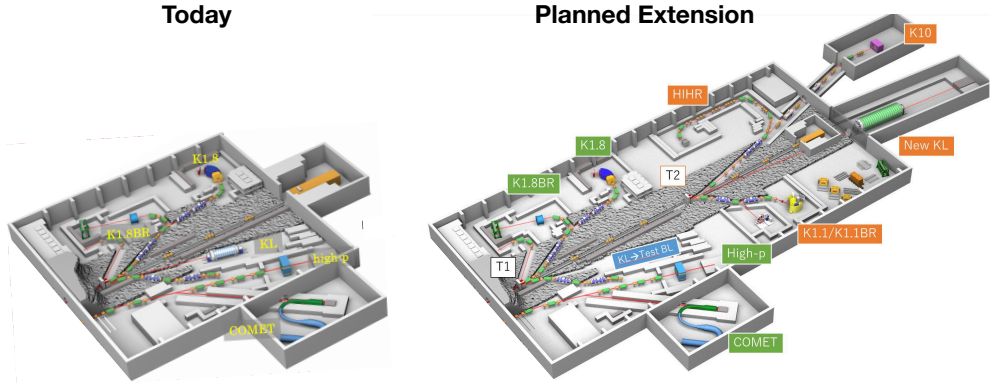 Today
Planned Extension
K10
HIHR
K1.8
K1.8
New KL
T2
K1.8BR
K1.8BR
K1.1/K1.1BR
KL
KL→Test BL
High-p
high-p
T1
COMET
COMET